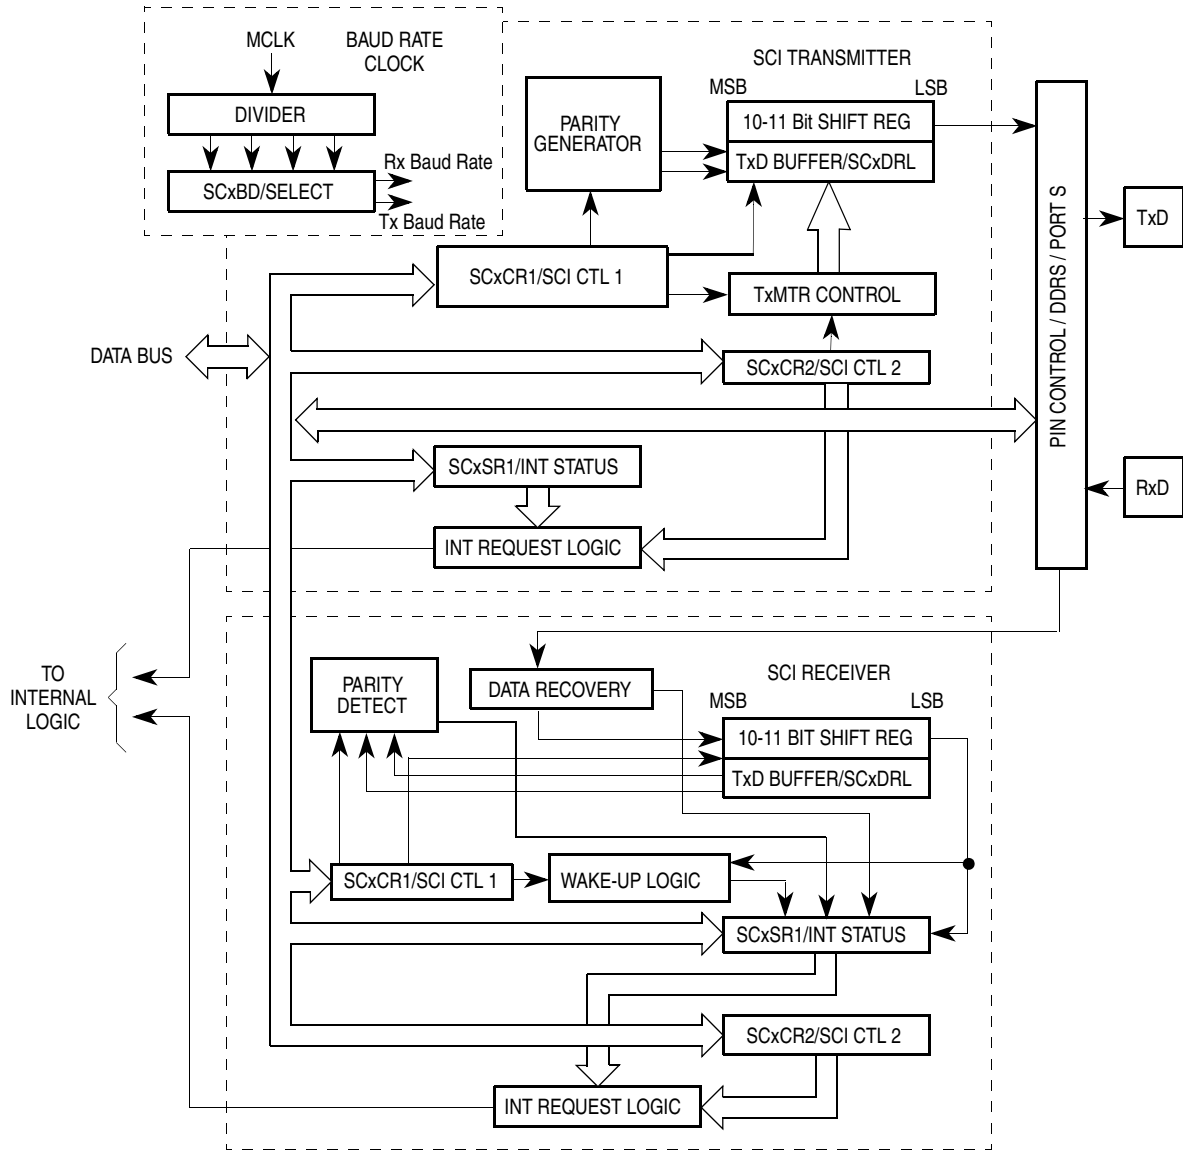 MCLK
BAUD RATE
CLOCK
DIVIDER
Rx Baud Rate
SCxBD/SELECT
Tx Baud Rate
SCI TRANSMITTER
MSB
LSB
PARITY
GENERATOR
10-11 Bit SHIFT REG
TxD BUFFER/SCxDRL
SCxCR1/SCI CTL 1
TxMTR CONTROL
DATA BUS
SCxCR2/SCI CTL 2
SCxSR1/INT STATUS
INT REQUEST LOGIC
PIN CONTROL / DDRS / PORT S
TxD
RxD
TO
INTERNAL
LOGIC
SCI RECEIVER
PARITY
DETECT
DATA RECOVERY
MSB
LSB
10-11 BIT SHIFT REG
TxD BUFFER/SCxDRL
SCxCR1/SCI CTL 1
WAKE-UP LOGIC
SCxSR1/INT STATUS
SCxCR2/SCI CTL 2
INT REQUEST LOGIC